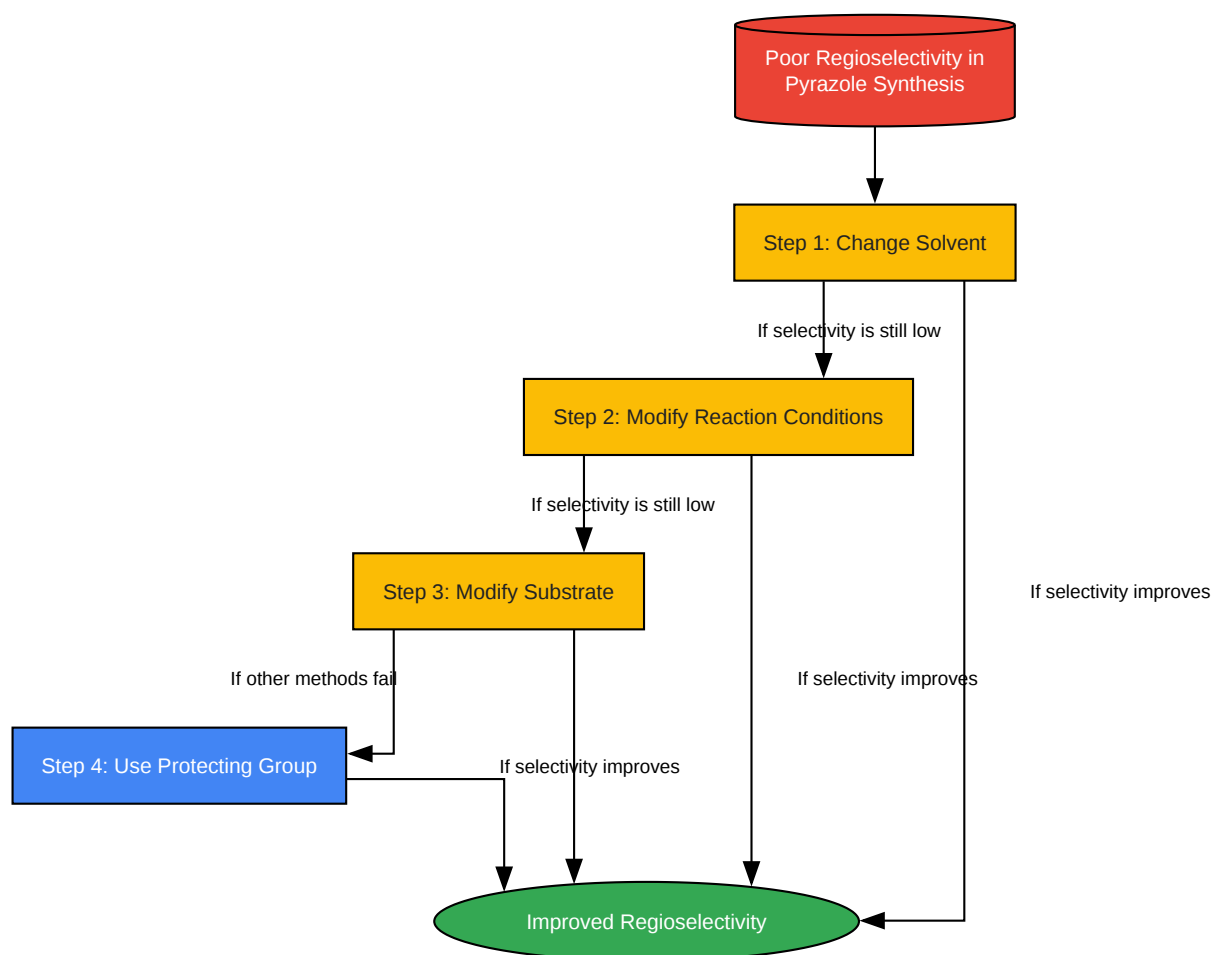 Poor Regioselectivity in
Pyrazole Synthesis
Step 1: Change Solvent
If selectivity is still low
Step 2: Modify Reaction Conditions
If selectivity is still low
Step 3: Modify Substrate
If selectivity improves
If other methods fail
If selectivity improves
Step 4: Use Protecting Group
If selectivity improves
Improved Regioselectivity